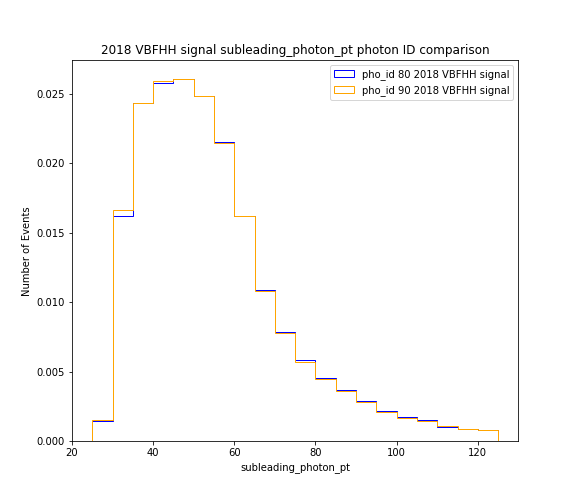 2018 VBFHH signal subleading_photon_pt photon ID comparison
pho_id 80 2018 VBFHH signal
pho_id 90 2018 VBFHH signal
Number of Events
0.025
0.020
0.015
0.010
0.005
0.000
20 40 60 80 100 120
subleading_photon_pt